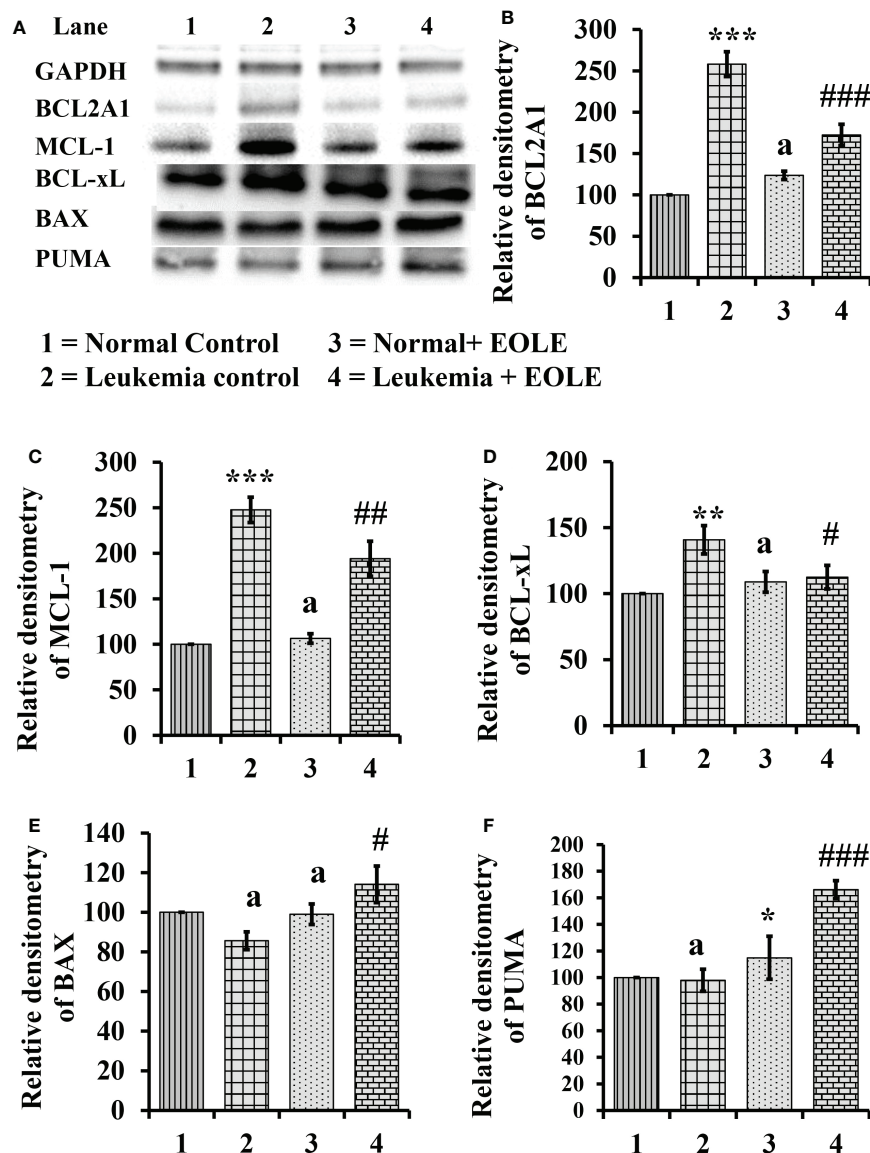 A Lane 1 2 3 4
GAPDH
BCL2A1
MCL-1
BCL-xL
BAX
PUMA
1 = Normal Control 3 = Normal+ EOLE
2 = Leukemia control 4 = Leukemia + EOLE
B
Relative densitometry
of BCL2A1
300
250
200
150
100
50
0
***
a
###
1 2 3 4
C
Relative densitometry
of MCL-1
300
250
200
150
100
50
0
***
a
##
1 2 3 4
D
Relative densitometry
of BCL-xL
200
150
100
50
0
**
a
#
1 2 3 4
E
Relative densitometry
of BAX
140
120
100
80
60
40
20
0
a
a
#
1 2 3 4
F
Relative densitometry
of PUMA
200
180
160
140
120
100
80
60
40
20
0
a
*
###
1 2 3 4